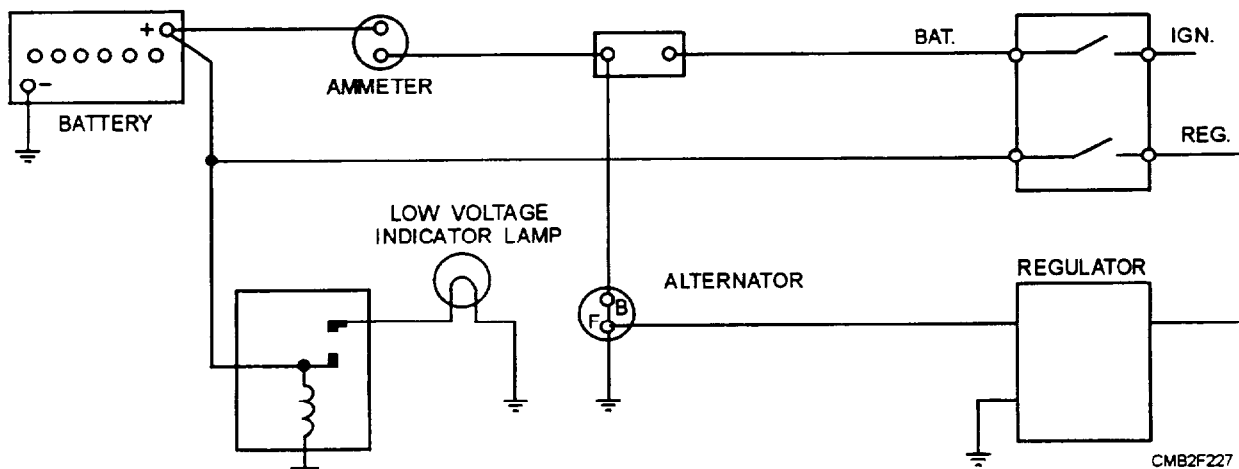 +
BAT.
IGN.
AMMETER
-
BATTERY
REG.
LOW VOLTAGE
INDICATOR LAMP
ALTERNATOR
REGULATOR
B
F
CMB2F227